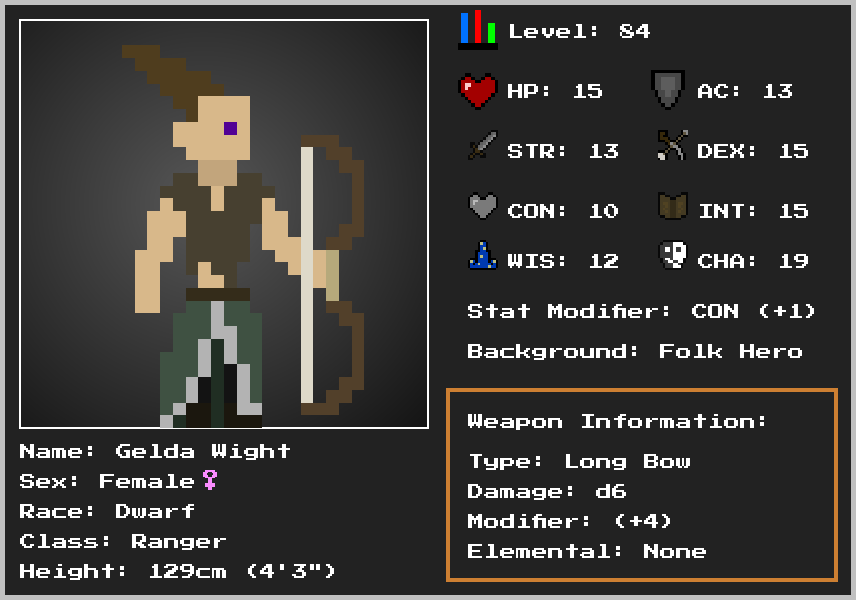 Level: 84
HP: 15 AC: 13
STR: 13 DEX: 15
CON: 10 INT: 15
WIS: 12 CHA: 19
Stat Modifier: CON (+1)
Background: Folk Hero
Weapon Information:
Type: Long Bow
Damage: d6
Modifier: (+4)
Elemental: None
Name: Gelda Wight
Sex: Female♀
Race: Dwarf
Class: Ranger
Height: 129cm (4'3")